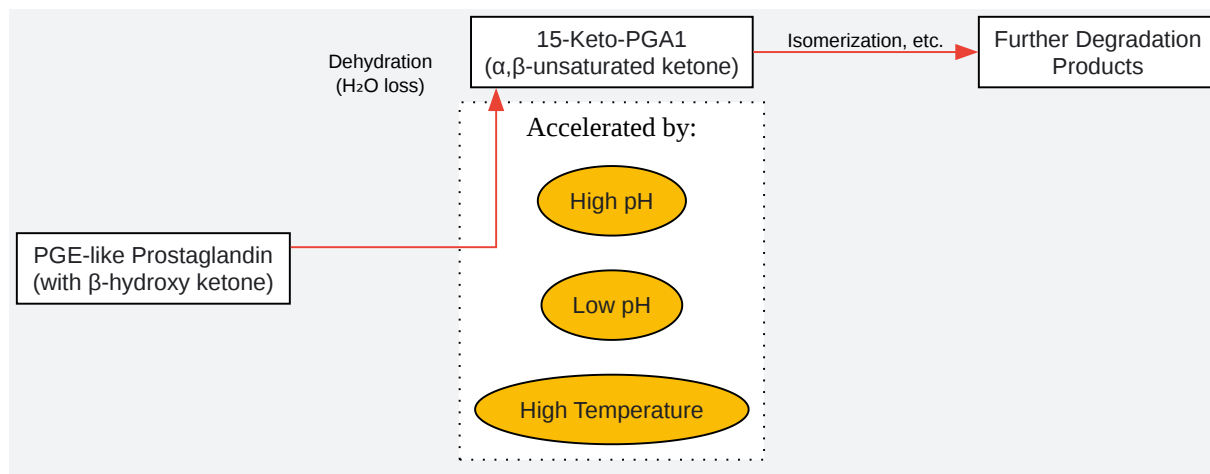 PGE-like Prostaglandin
(with β-hydroxy ketone)
Dehydration
(H₂O loss)
15-Keto-PGA1
(α,β-unsaturated ketone)
Isomerization, etc.
Further Degradation
Products
Accelerated by:
High pH
Low pH
High Temperature